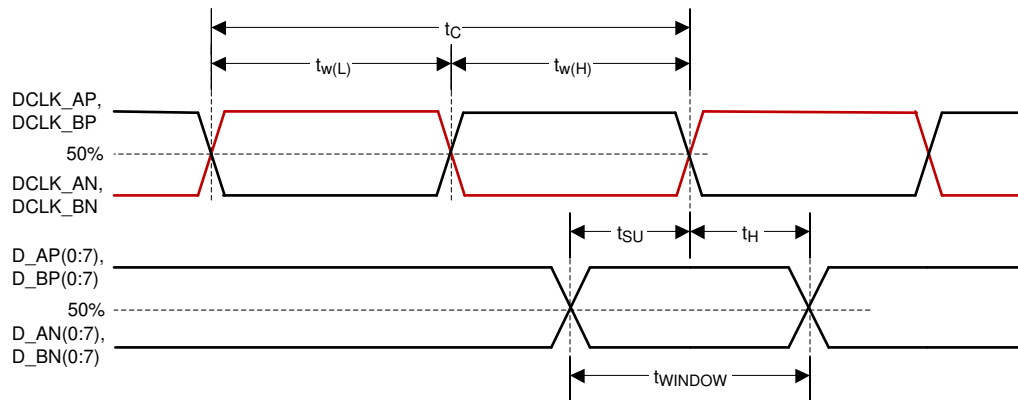 tC
tw(L)
tw(H)
DCLK_AP,
DCLK_BP
50%
DCLK_AN,
DCLK_BN
tSU
tH
D_AP(0:7),
D_BP(0:7)
50%
D_AN(0:7),
D_BN(0:7)
tWINDOW